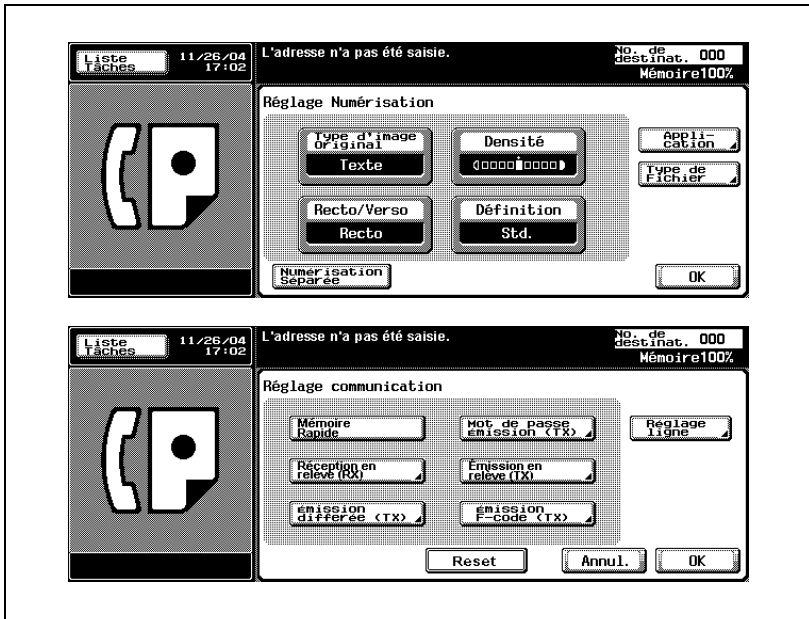 Liste
Tâches
11/26/04
17:02
L'adresse n'a pas été saisie.
No. de
destinat. 000
Mémoire100%
Réglage Numérisation
Type d'image
Original
Texte
Densité
Appli-
cation
Type de
Fichier
Recto/Verso
Recto
Définition
Std.
Numérisation
Séparée
OK
Liste
Tâches
11/26/04
17:02
L'adresse n'a pas été saisie.
No. de
destinat. 000
Mémoire100%
Réglage communication
Mémoire
Rapide
Mot de passe
émission (TX)
Réglage
ligne
Réception en
relève (RX)
Émission en
relève (TX)
émission
différée (TX)
émission
F-code (TX)
Reset
Annul.
OK